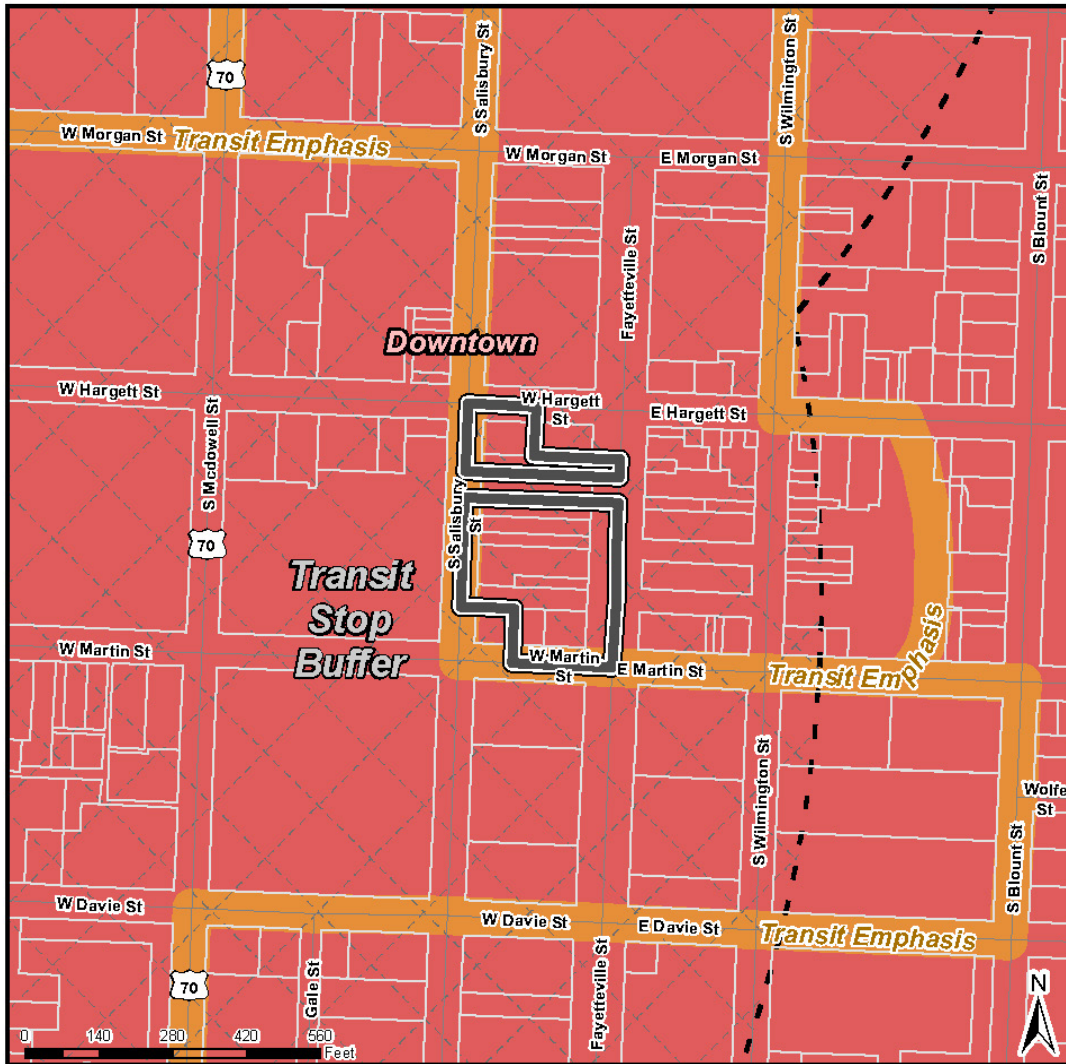 70
S Salisbury St
S Wilmington St
W Morgan St
Transit Emphasis
W Morgan St
E Morgan St
S Blount St
Fayetteville St
Downtown
W Hargett St
W Hargett
St
E Hargett St
S Mcdowell St
S Salisbury
St
70
Transit
Stop
Buffer
W Martin St
W Martin
St
E Martin St
Transit Emphasis
S Wilmington St
Wolfe
St
S Blount St
W Davie St
W Davie St
E Davie St
Transit Emphasis
70
Gale St
Fayetteville St
N
0 140 280 420 560
Feet